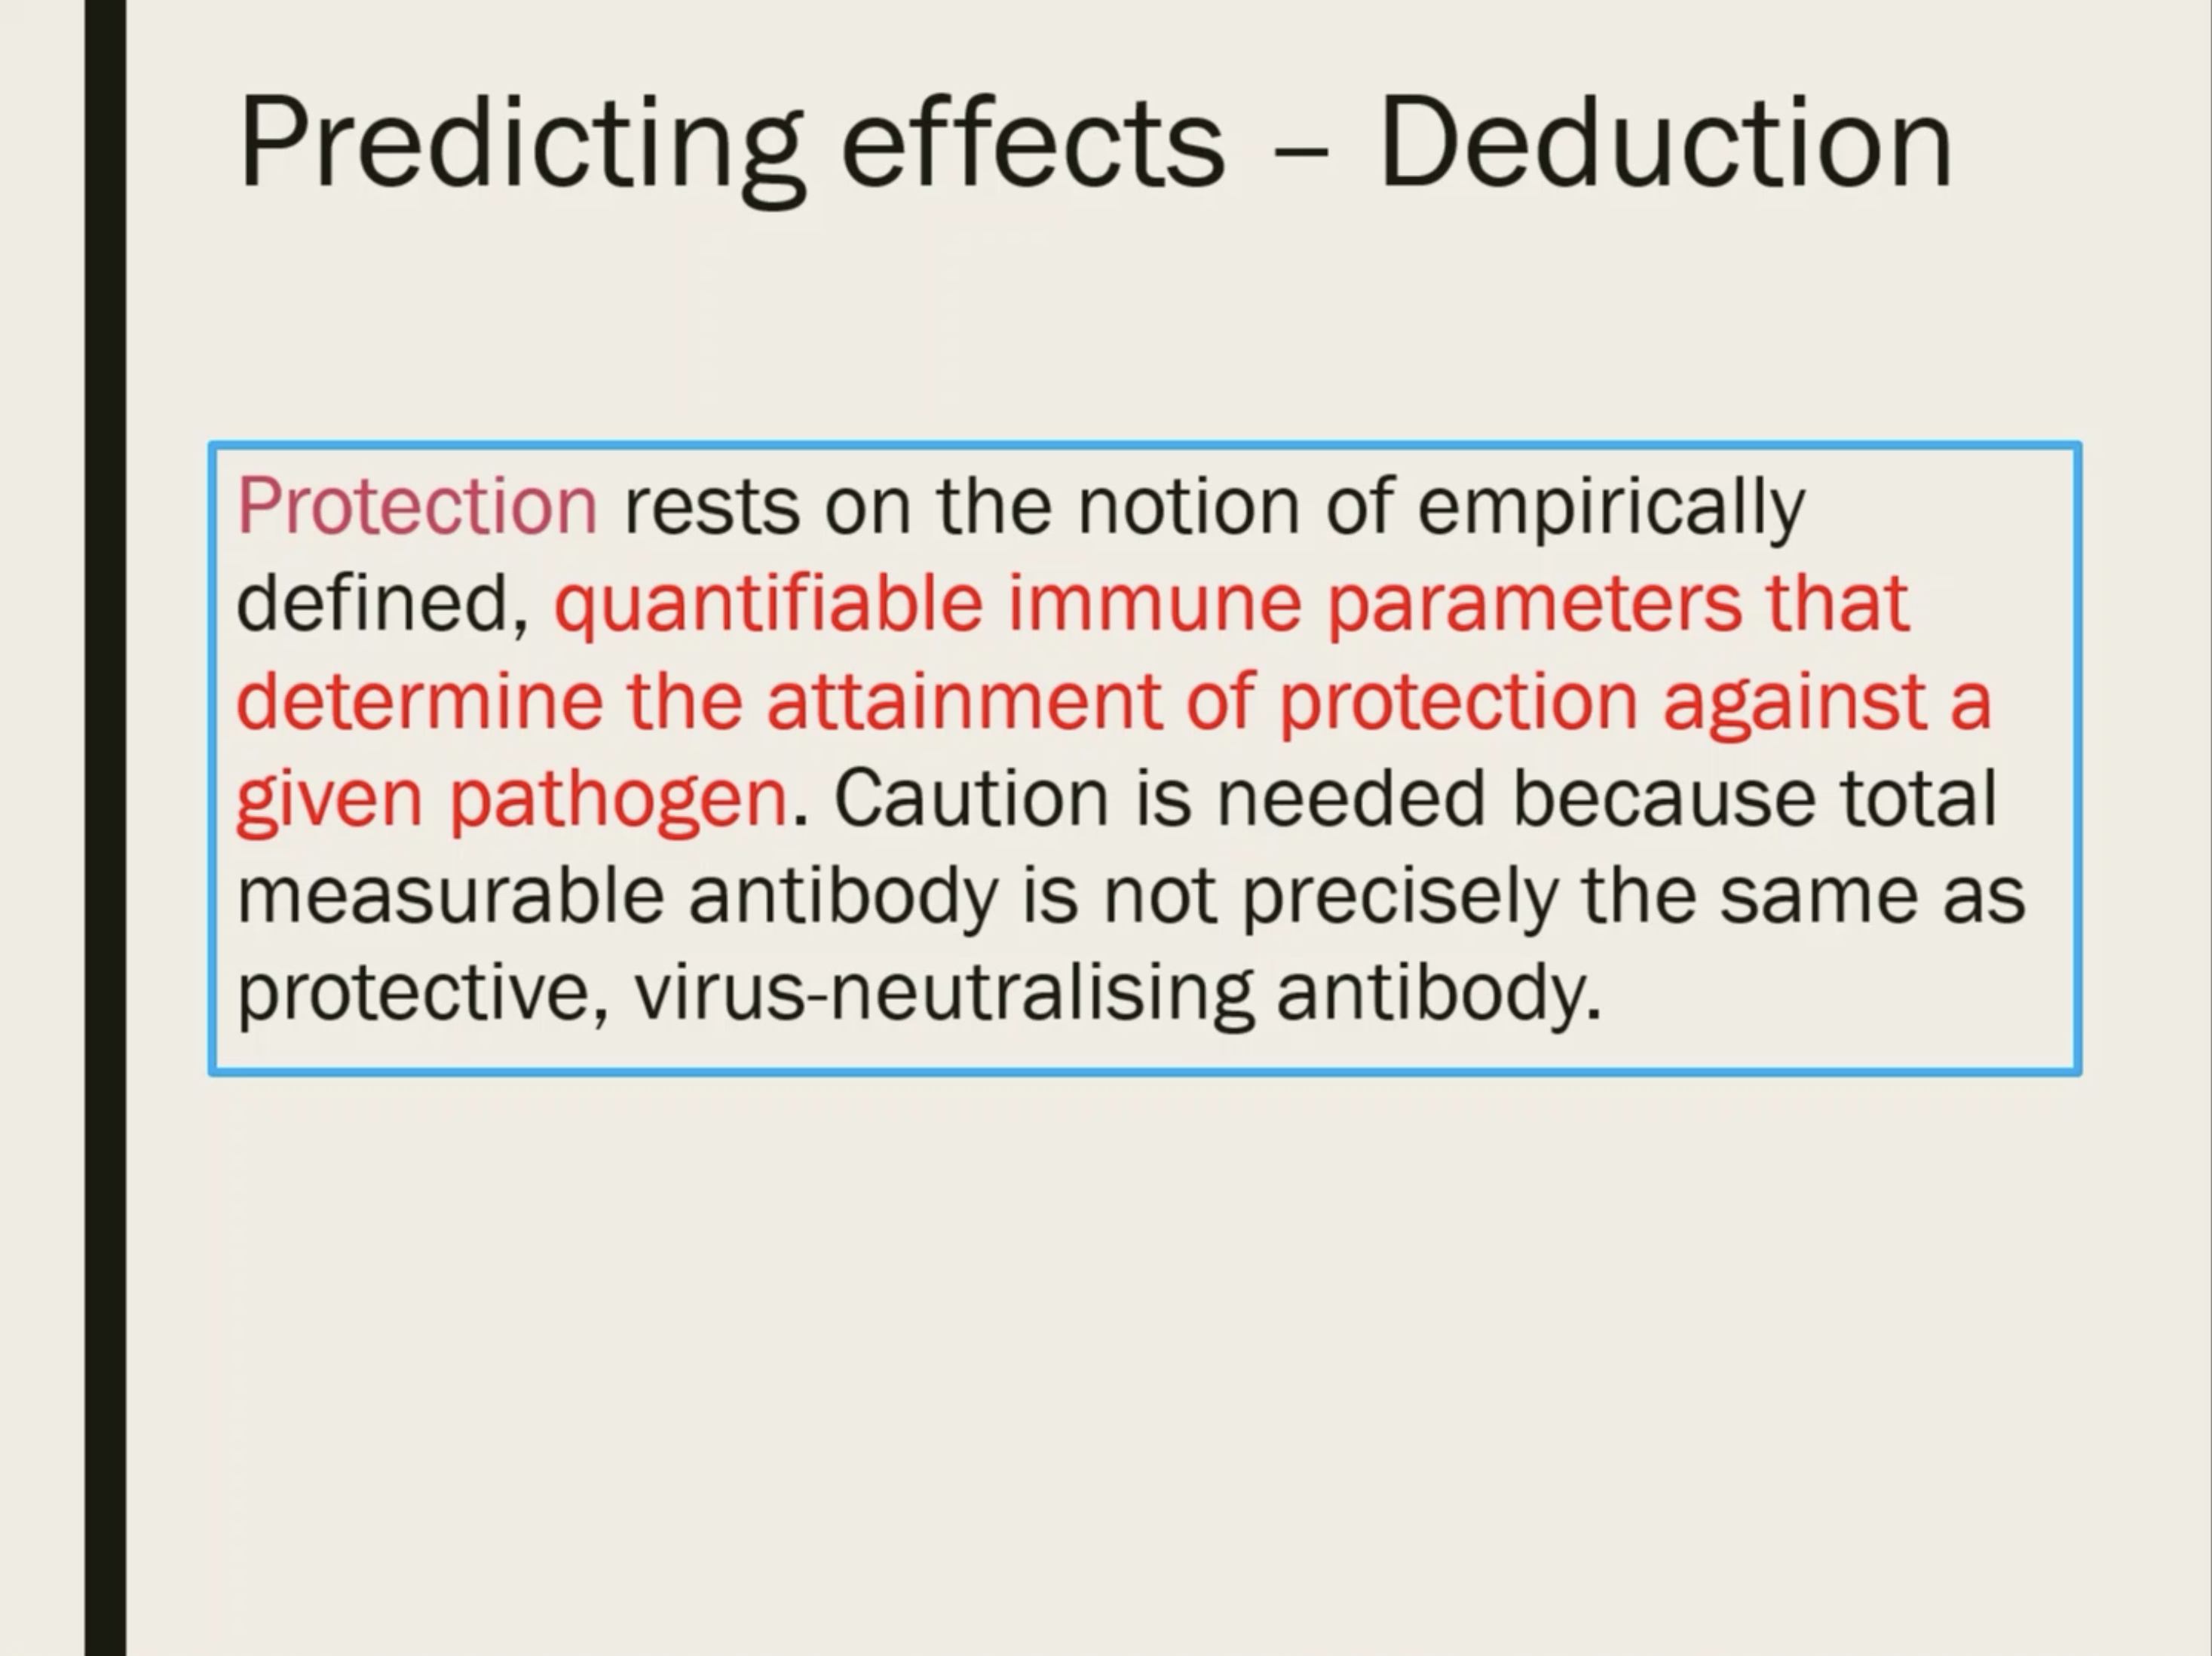 Predicting effects – Deduction
Protection rests on the notion of empirically
defined, quantifiable immune parameters that
determine the attainment of protection against a
given pathogen. Caution is needed because total
measurable antibody is not precisely the same as
protective, virus-neutralising antibody.